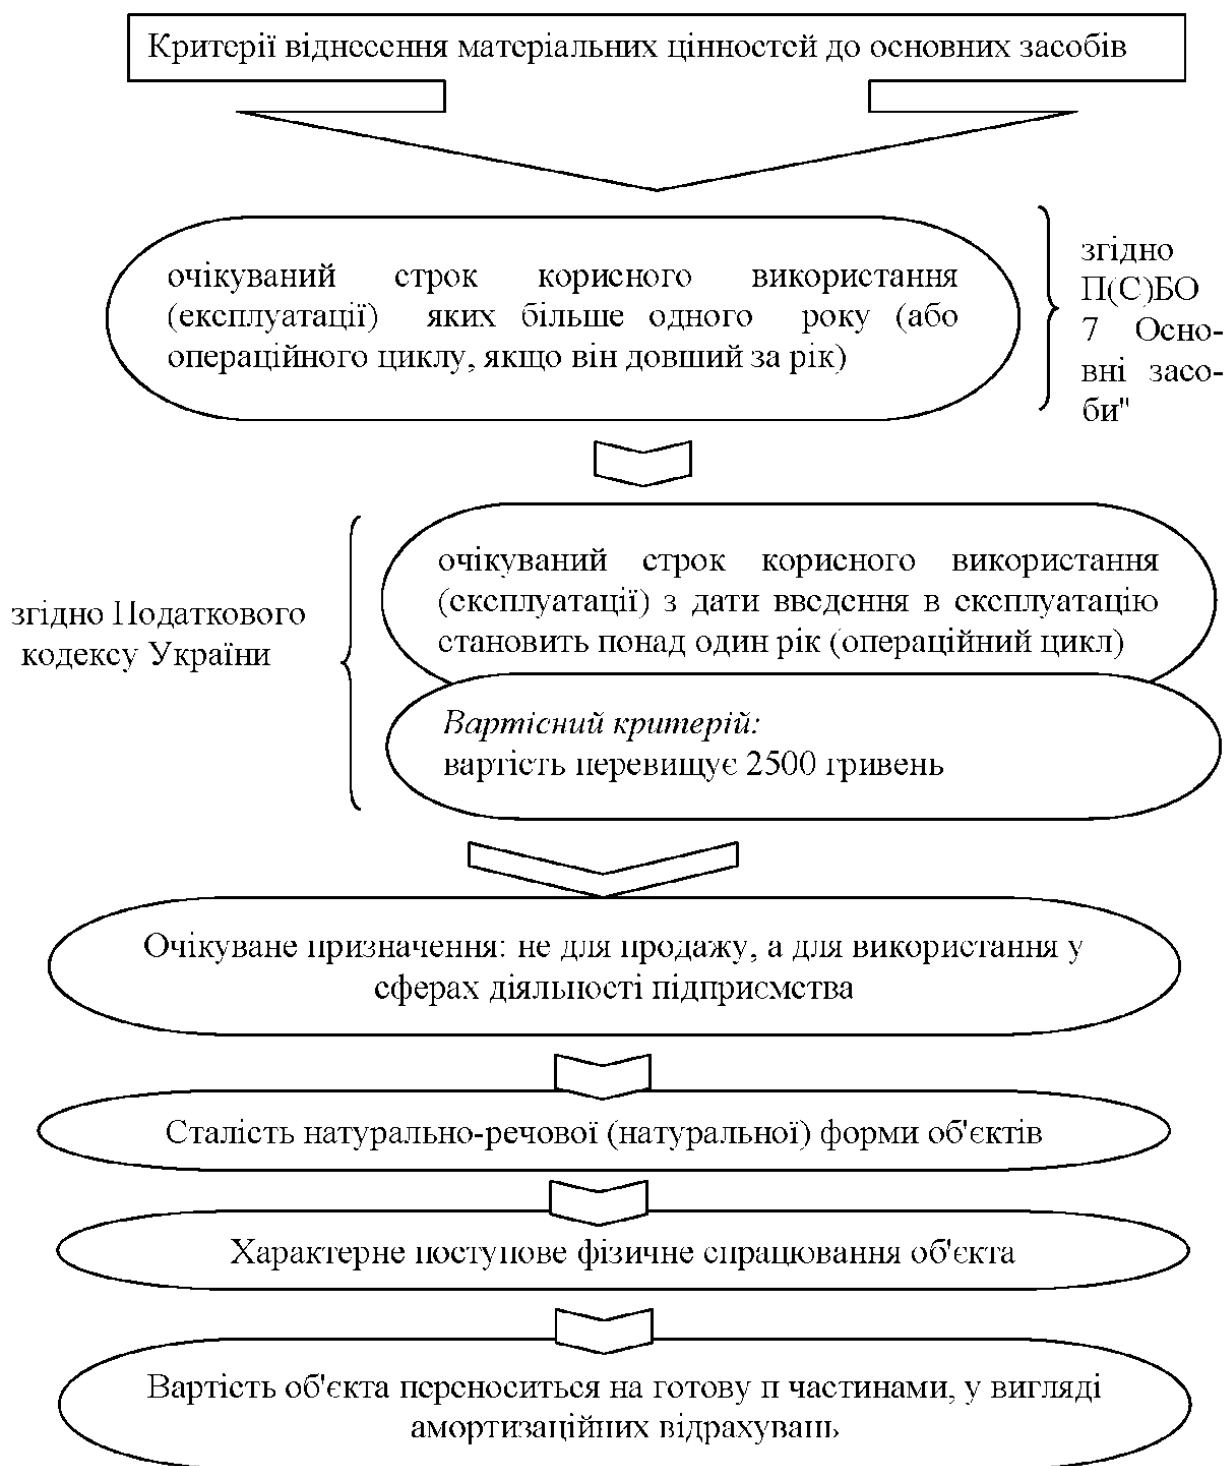 Критерії віднесення матеріальних цінностей до основних засобів
очікуваний строк корисного використання
(експлуатації) яких більше одного року (або
операційного циклу, якщо він довший за рік)
згідно
П(С)БО
7 Осно-
вні засо-
би"
очікуваний строк корисного використання
(експлуатації) з дати введення в експлуатацію
становить понад один рік (операційний цикл)
згідно Податкового
кодексу України
Вартісний критерій:
вартість перевищує 2500 гривень
Очікуване призначення: не для продажу, а для використання у
сферах діяльності підприємства
Сталість натурально-речової (натуральної) форми об'єктів
Характерне поступове фізичне спрацювання об'єкта
Вартість об'єкта переноситься на готову п частинами, у вигляді
амортизаційних відрахувань